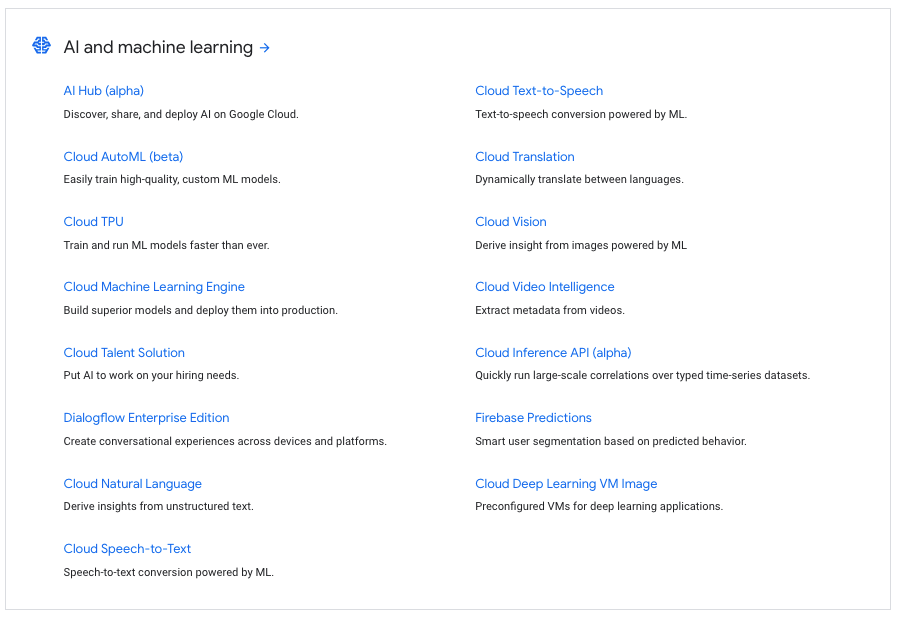 AI and machine learning →
AI Hub (alpha)
Discover, share, and deploy AI on Google Cloud.
Cloud AutoML (beta)
Easily train high-quality, custom ML models.
Cloud TPU
Train and run ML models faster than ever.
Cloud Machine Learning Engine
Build superior models and deploy them into production.
Cloud Talent Solution
Put AI to work on your hiring needs.
Dialogflow Enterprise Edition
Create conversational experiences across devices and platforms.
Cloud Natural Language
Derive insights from unstructured text.
Cloud Speech-to-Text
Speech-to-text conversion powered by ML.
Cloud Text-to-Speech
Text-to-speech conversion powered by ML.
Cloud Translation
Dynamically translate between languages.
Cloud Vision
Derive insight from images powered by ML
Cloud Video Intelligence
Extract metadata from videos.
Cloud Inference API (alpha)
Quickly run large-scale correlations over typed time-series datasets.
Firebase Predictions
Smart user segmentation based on predicted behavior.
Cloud Deep Learning VM Image
Preconfigured VMs for deep learning applications.